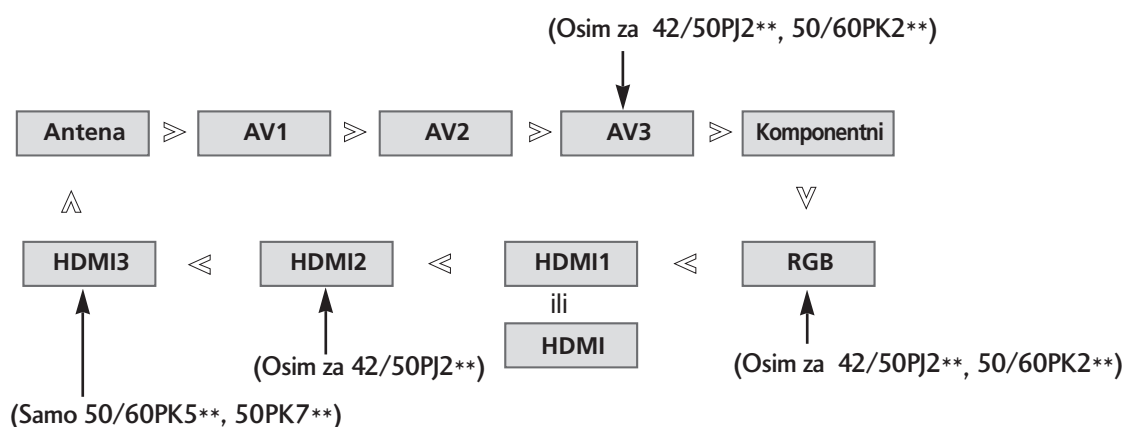 (Osim za 42/50PJ2**, 50/60PK2**)
Antena > AV1 > AV2 > AV3 > Komponentni
HDMI3 < HDMI2 < HDMI1 < RGB
ili
HDMI
(Osim za 42/50PJ2**)
(Osim za 42/50PJ2**, 50/60PK2**)
(Samo 50/60PK5**, 50PK7**)